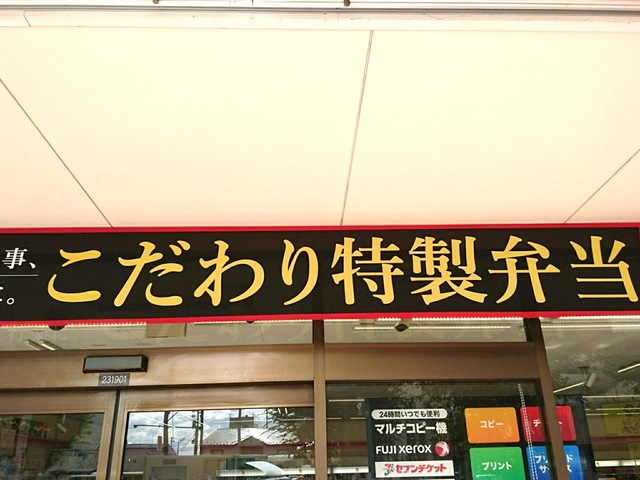 事、
こだわり特製弁当
231901
24時間いつでも便利
マルチコピー機
FUJI xerox
セブンチケット
コピー
プリント